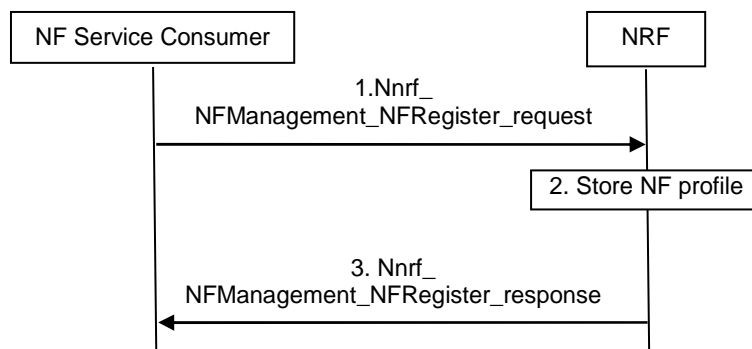 NF Service Consumer
NRF
1.Nnrf_
NFManagement_NFRegister_request
2. Store NF profile
3. Nnrf_
NFManagement_NFRegister_response